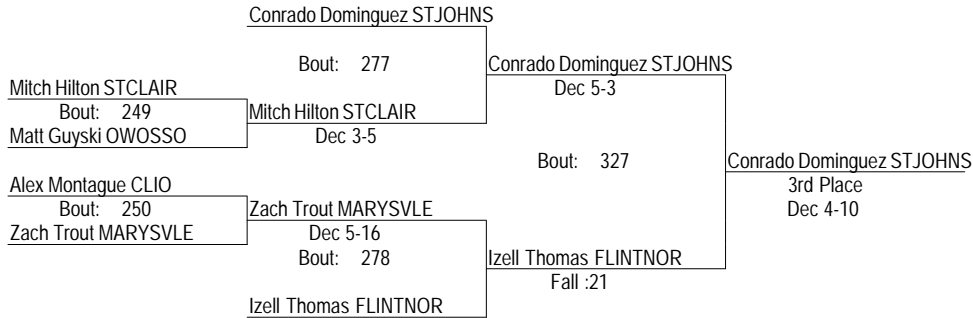 Conrado Dominguez STJOHNS
Bout: 277
Conrado Dominguez STJOHNS
Dec 5-3
Mitch Hilton STCLAIR
Bout: 249
Mitch Hilton STCLAIR
Matt Guyski OWOSSO
Dec 3-5
Bout: 327
Conrado Dominguez STJOHNS
3rd Place
Dec 4-10
Alex Montague CLIO
Bout: 250
Zach Trout MARYSVLE
Zach Trout MARYSVLE
Dec 5-16
Bout: 278
Izell Thomas FLINTNOR
Fall :21
Izell Thomas FLINTNOR